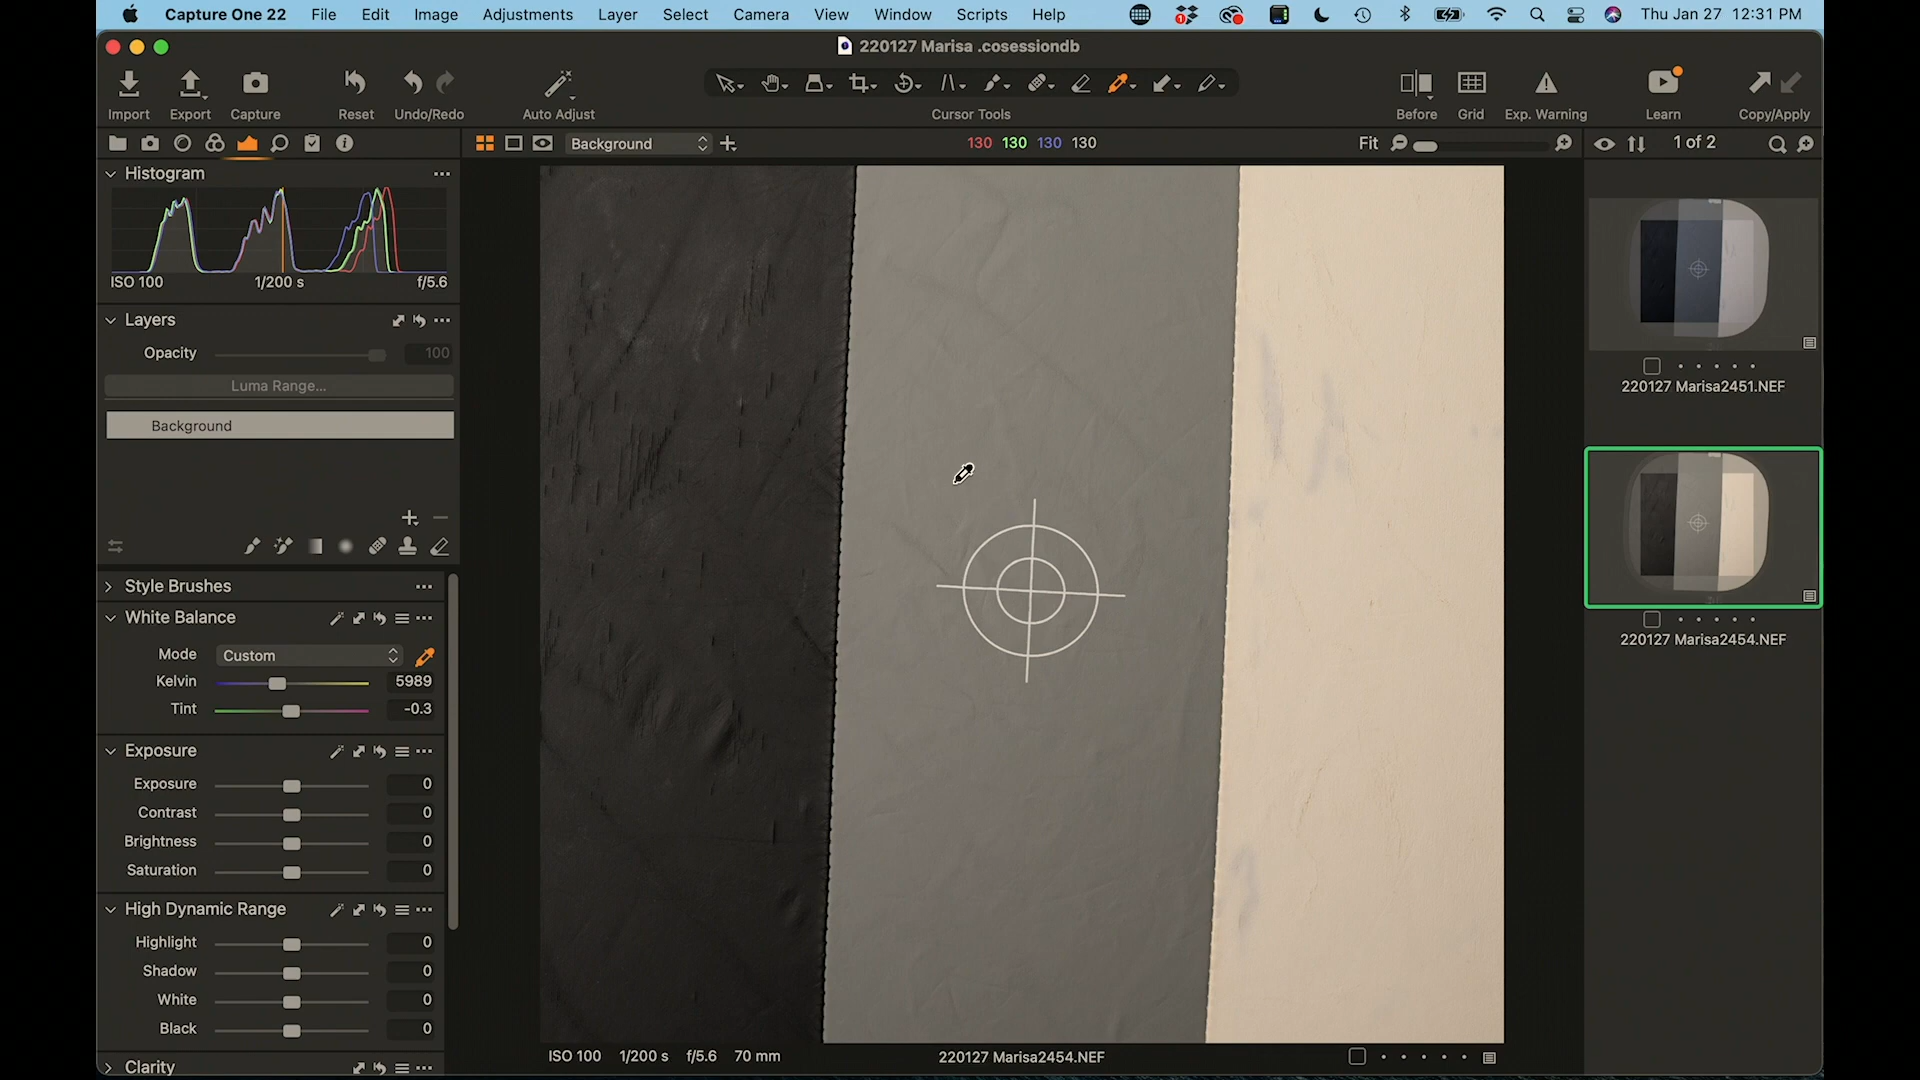 Capture One 22 File Edit Image Adjustments Layer Select Camera View Window Scripts Help Thu Jan 27 12:31 PM
220127 Marisa .cosessiondb
Import Export Capture Reset Undo/Redo Auto Adjust Cursor Tools Before Grid Exp. Warning Learn Copy/Apply
Background 130 130 130 130 Fit 1 of 2
Histogram
ISO 100 1/200 s f/5.6
Layers
Opacity 100
Luma Range...
Background
Style Brushes
White Balance
Mode Custom
Kelvin 5989
Tint -0.3
Exposure
Exposure 0
Contrast 0
Brightness 0
Saturation 0
High Dynamic Range
Highlight 0
Shadow 0
White 0
Black 0
Clarity
ISO 100 1/200 s f/5.6 70 mm 220127 Marisa2454.NEF
220127 Marisa2451.NEF
220127 Marisa2454.NEF